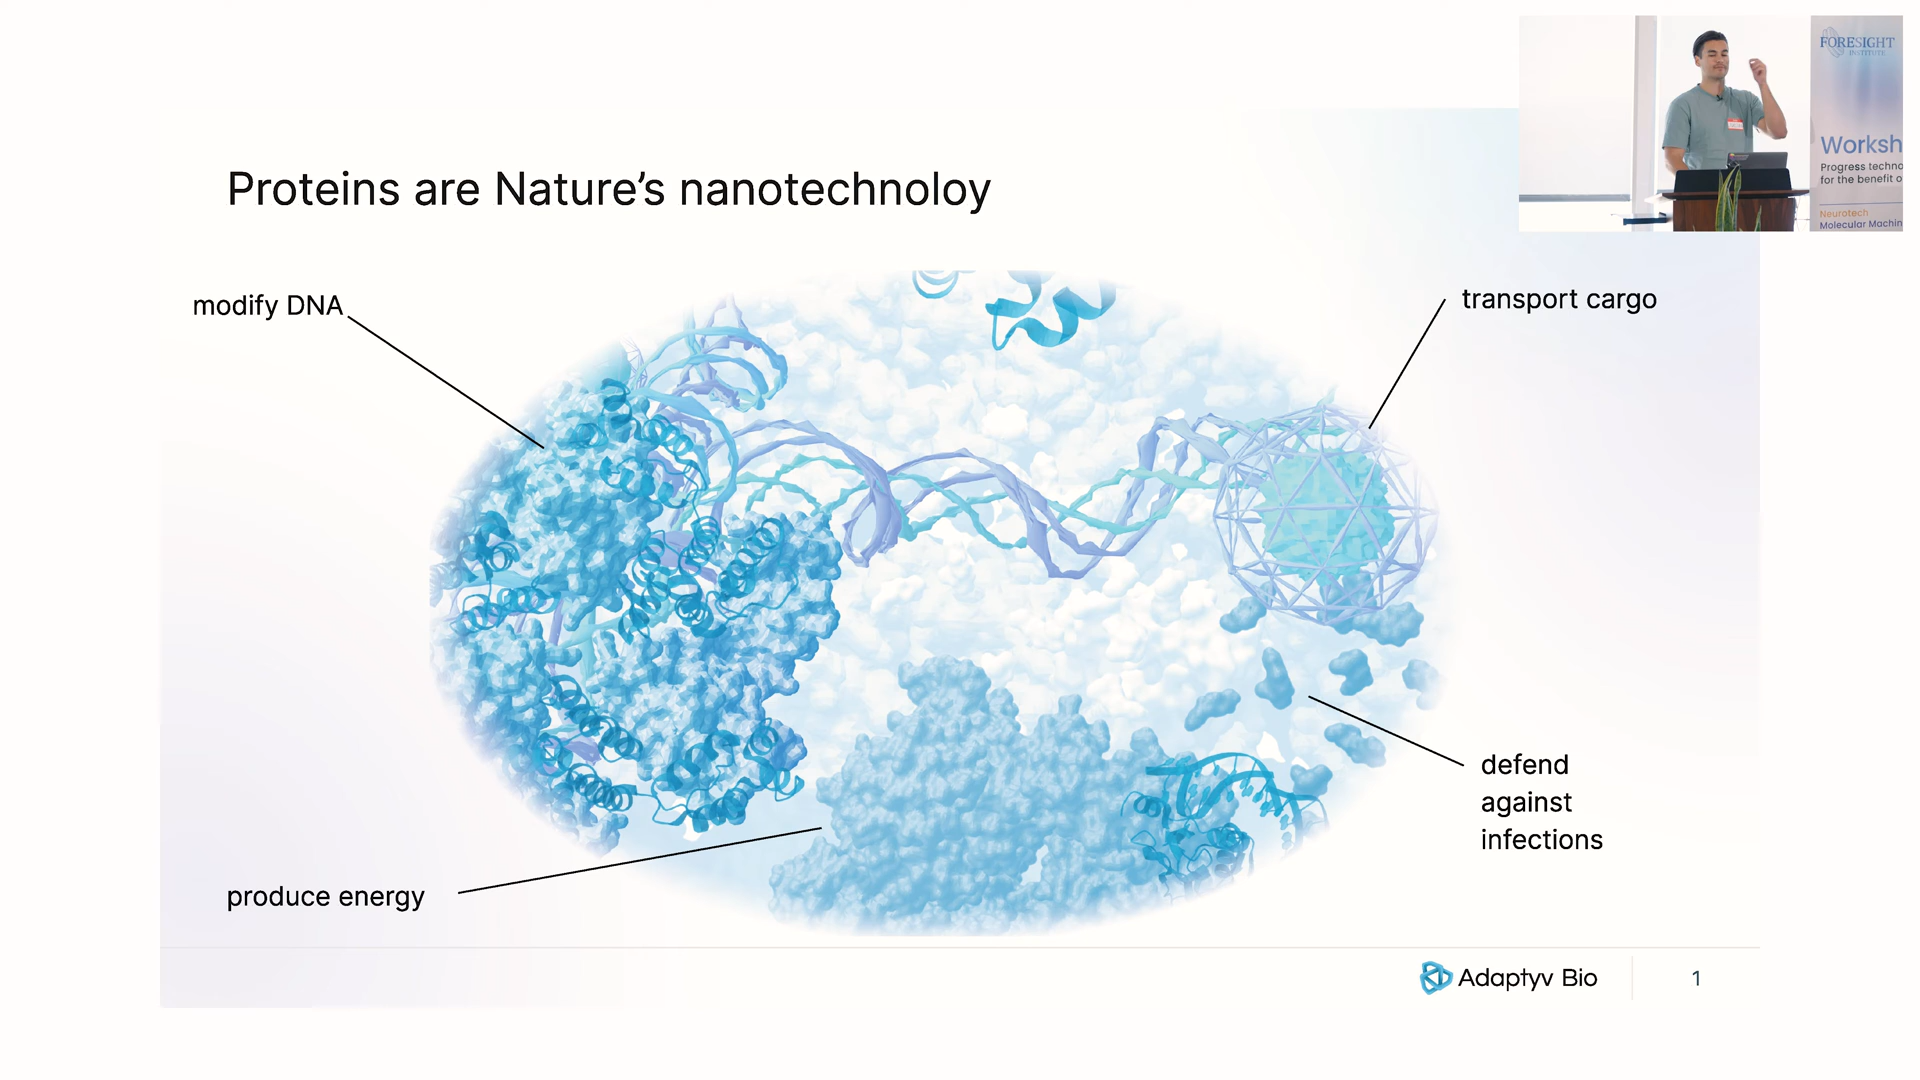 Proteins are Nature's nanotechnoloy
modify DNA
transport cargo
defend
against
infections
produce energy
Adaptyv Bio
1
FORESIGHT
INSTITUTE
Worksh
Progress techno
for the benefit o
Neurotech
Molecular Machin